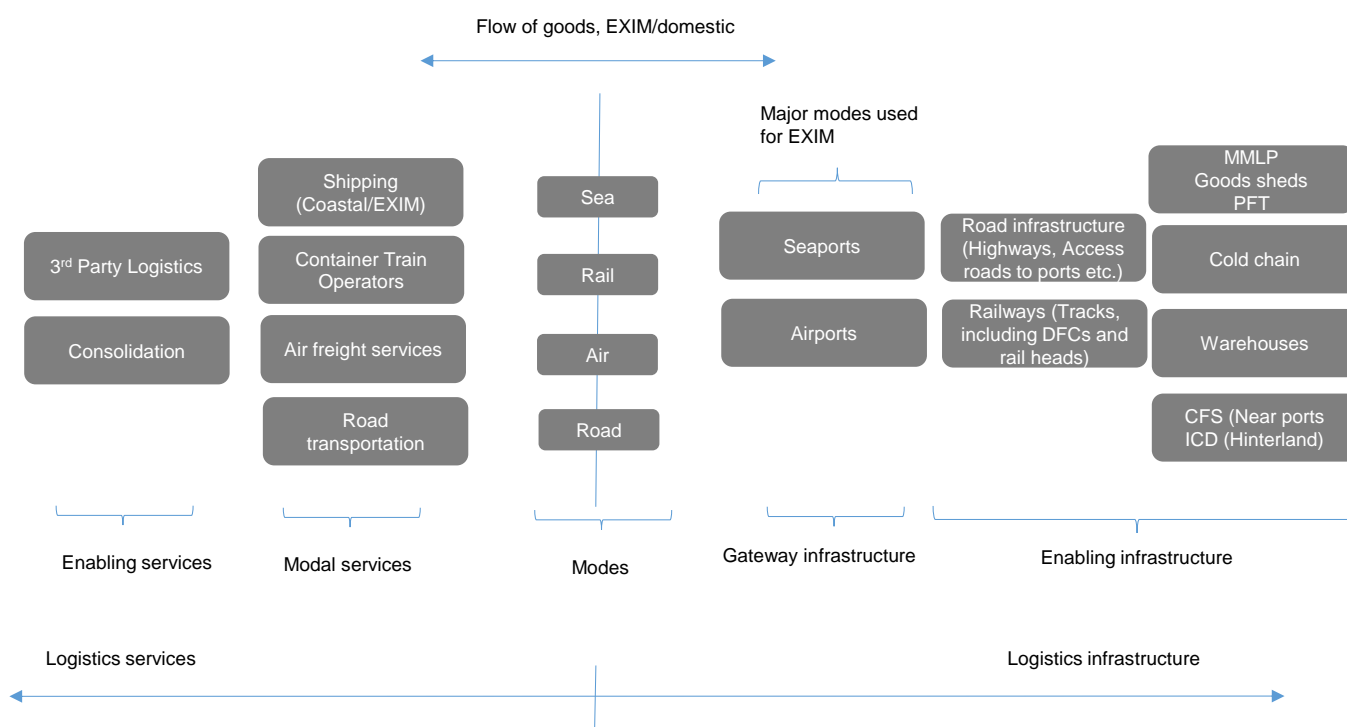 Flow of goods, EXIM/domestic
Major modes used
for EXIM
3rd Party Logistics
Consolidation
Shipping
(Coastal/EXIM)
Container Train
Operators
Air freight services
Road
transportation
Sea
Rail
Air
Road
Seaports
Airports
Road infrastructure
(Highways, Access
roads to ports etc.)
Railways (Tracks,
including DFCs and
rail heads)
MMLP
Goods sheds
PFT
Cold chain
Warehouses
CFS (Near ports
ICD (Hinterland)
Enabling services
Modal services
Modes
Gateway infrastructure
Enabling infrastructure
Logistics services
Logistics infrastructure